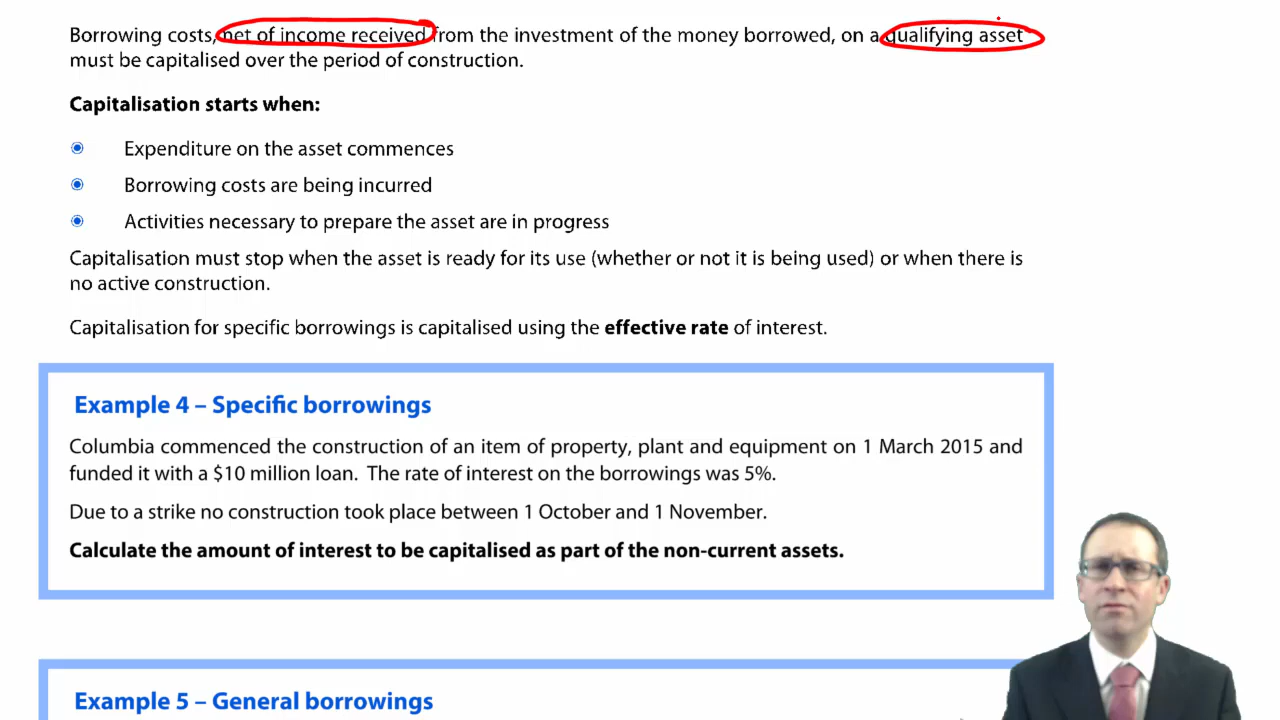 Borrowing costs, net of income received from the investment of the money borrowed, on a qualifying asset
must be capitalised over the period of construction.
Capitalisation starts when:
Expenditure on the asset commences
Borrowing costs are being incurred
Activities necessary to prepare the asset are in progress
Capitalisation must stop when the asset is ready for its use (whether or not it is being used) or when there is
no active construction.
Capitalisation for specific borrowings is capitalised using the effective rate of interest.
Example 4 – Specific borrowings
Columbia commenced the construction of an item of property, plant and equipment on 1 March 2015 and
funded it with a $10 million loan. The rate of interest on the borrowings was 5%.
Due to a strike no construction took place between 1 October and 1 November.
Calculate the amount of interest to be capitalised as part of the non-current assets.
Example 5 – General borrowings